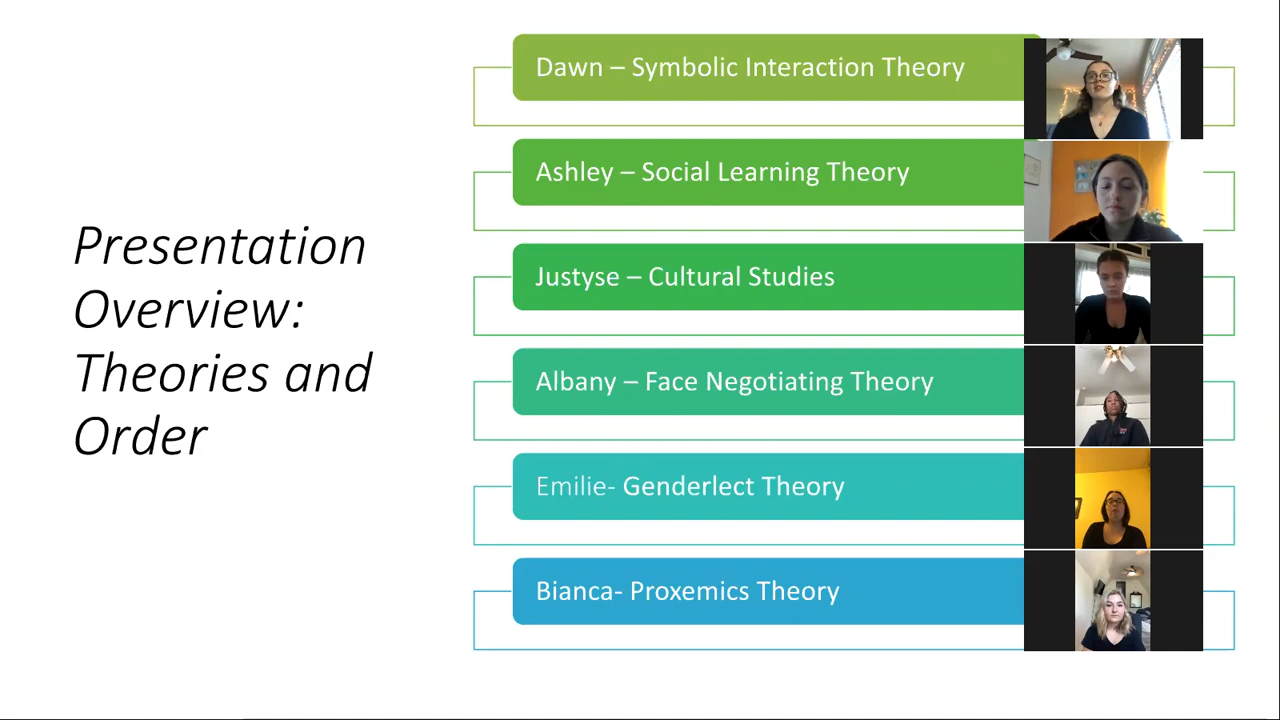 Presentation
Overview:
Theories and
Order
Dawn – Symbolic Interaction Theory
Ashley – Social Learning Theory
Justyse – Cultural Studies
Albany – Face Negotiating Theory
Emilie- Genderlect Theory
Bianca- Proxemics Theory